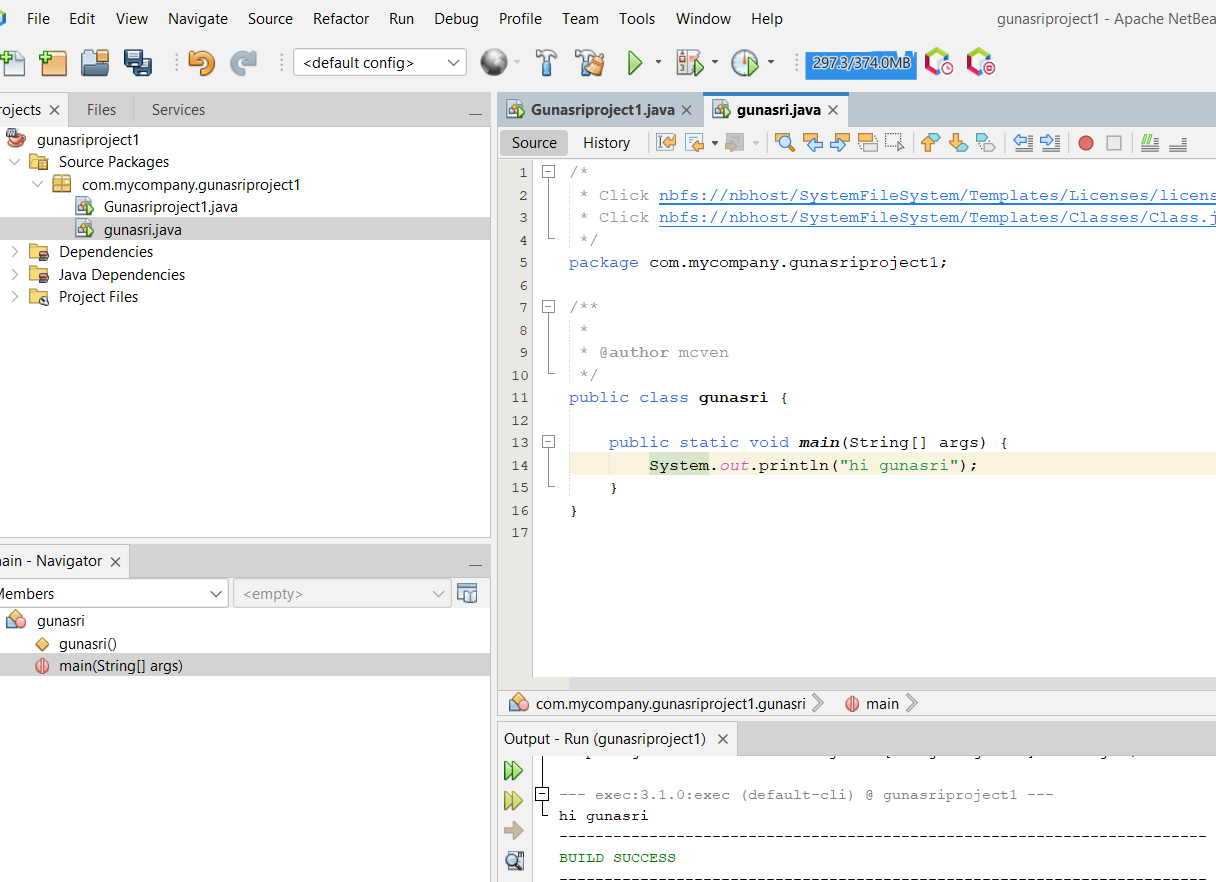 File Edit View Navigate Source Refactor Run Debug Profile Team Tools Window Help gunasriproject1 - Apache NetBea
<default config> 297.3/374.0MB
rojects Files Services
gunasriproject1
Source Packages
com.mycompany.gunasriproject1
Gunasriproject1.java
gunasri.java
Dependencies
Java Dependencies
Project Files
Gunasriproject1.java gunasri.java
Source History
1 /*
2 * Click nbfs://nbhost/SystemFileSystem/Templates/Licenses/licens
3 * Click nbfs://nbhost/SystemFileSystem/Templates/Classes/Class.j
4 */
5 package com.mycompany.gunasriproject1;
6
7 /**
8 *
9 * @author mcven
10 */
11 public class gunasri {
12
13 public static void main(String[] args) {
14 System.out.println("hi gunasri");
15 }
16 }
17
main - Navigator
Members <empty>
gunasri
gunasri()
main(String[] args)
com.mycompany.gunasriproject1.gunasri main
Output - Run (gunasriproject1)
--- exec:3.1.0:exec (default-cli) @ gunasriproject1 ---
hi gunasri
------------------------------------------------------------------------
BUILD SUCCESS
------------------------------------------------------------------------